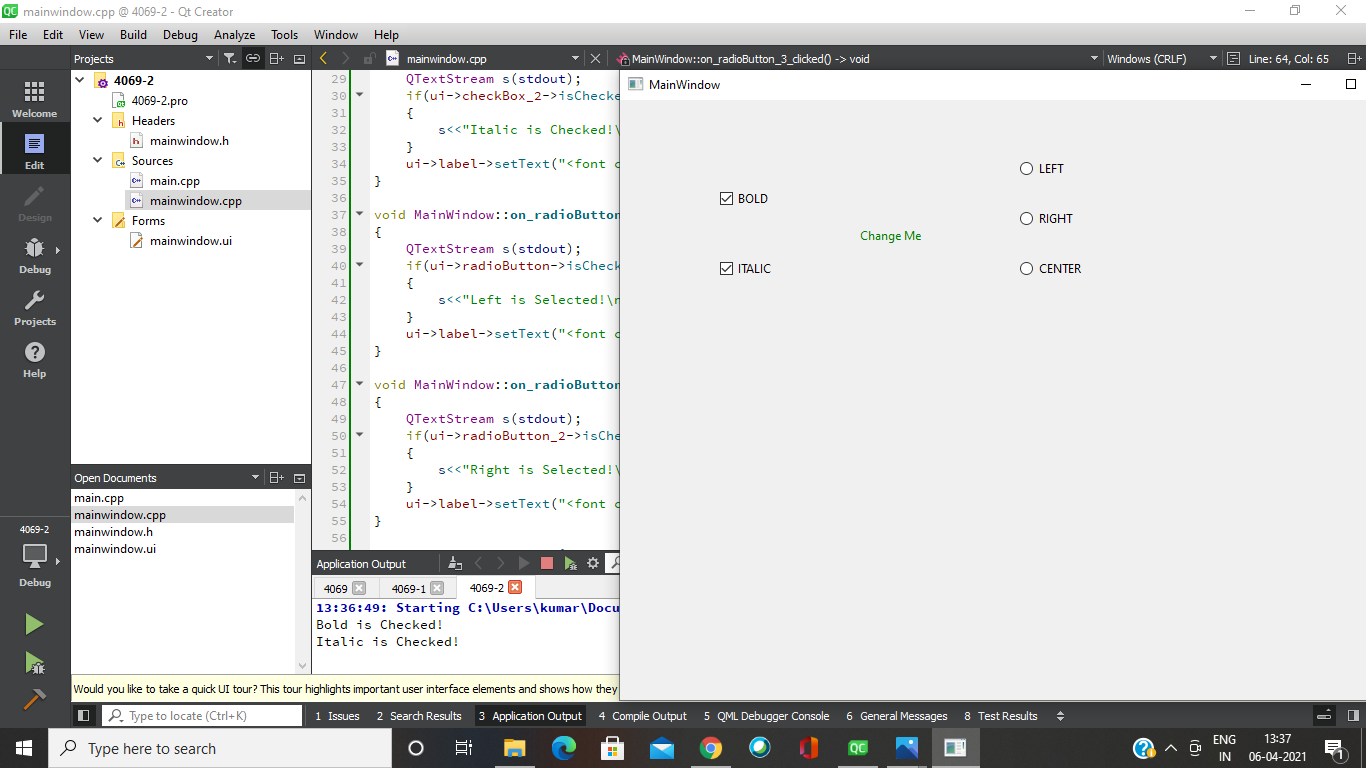 mainwindow.cpp @ 4069-2 - Qt Creator
File Edit View Build Debug Analyze Tools Window Help
Projects
mainwindow.cpp
MainWindow::on_radioButton_3_clicked() -> void
Windows (CRLF)
Line: 64, Col: 65
Welcome
Edit
Design
Debug
Projects
Help
4069-2
Debug
4069-2
4069-2.pro
Headers
mainwindow.h
Sources
main.cpp
mainwindow.cpp
Forms
mainwindow.ui
Open Documents
main.cpp
mainwindow.cpp
mainwindow.h
mainwindow.ui
29 QTextStream s(stdout);
30 if(ui->checkBox_2->isChecke
31 {
32 s<<"Italic is Checked!\
33 }
34 ui->label->setText("<font c
35 }
36
37 void MainWindow::on_radioButton
38 {
39 QTextStream s(stdout);
40 if(ui->radioButton->isCheck
41 {
42 s<<"Left is Selected!\n
43 }
44 ui->label->setText("<font c
45 }
46
47 void MainWindow::on_radioButton
48 {
49 QTextStream s(stdout);
50 if(ui->radioButton_2->isChe
51 {
52 s<<"Right is Selected!\
53 }
54 ui->label->setText("<font c
55 }
56
MainWindow
BOLD
ITALIC
Change Me
LEFT
RIGHT
CENTER
Application Output
4069 4069-1 4069-2
13:36:49: Starting C:\Users\kumar\Docu
Bold is Checked!
Italic is Checked!
Would you like to take a quick UI tour? This tour highlights important user interface elements and shows how they
Type to locate (Ctrl+K)
1 Issues 2 Search Results 3 Application Output 4 Compile Output 5 QML Debugger Console 6 General Messages 8 Test Results
Type here to search
ENG
IN
13:37
06-04-2021
1